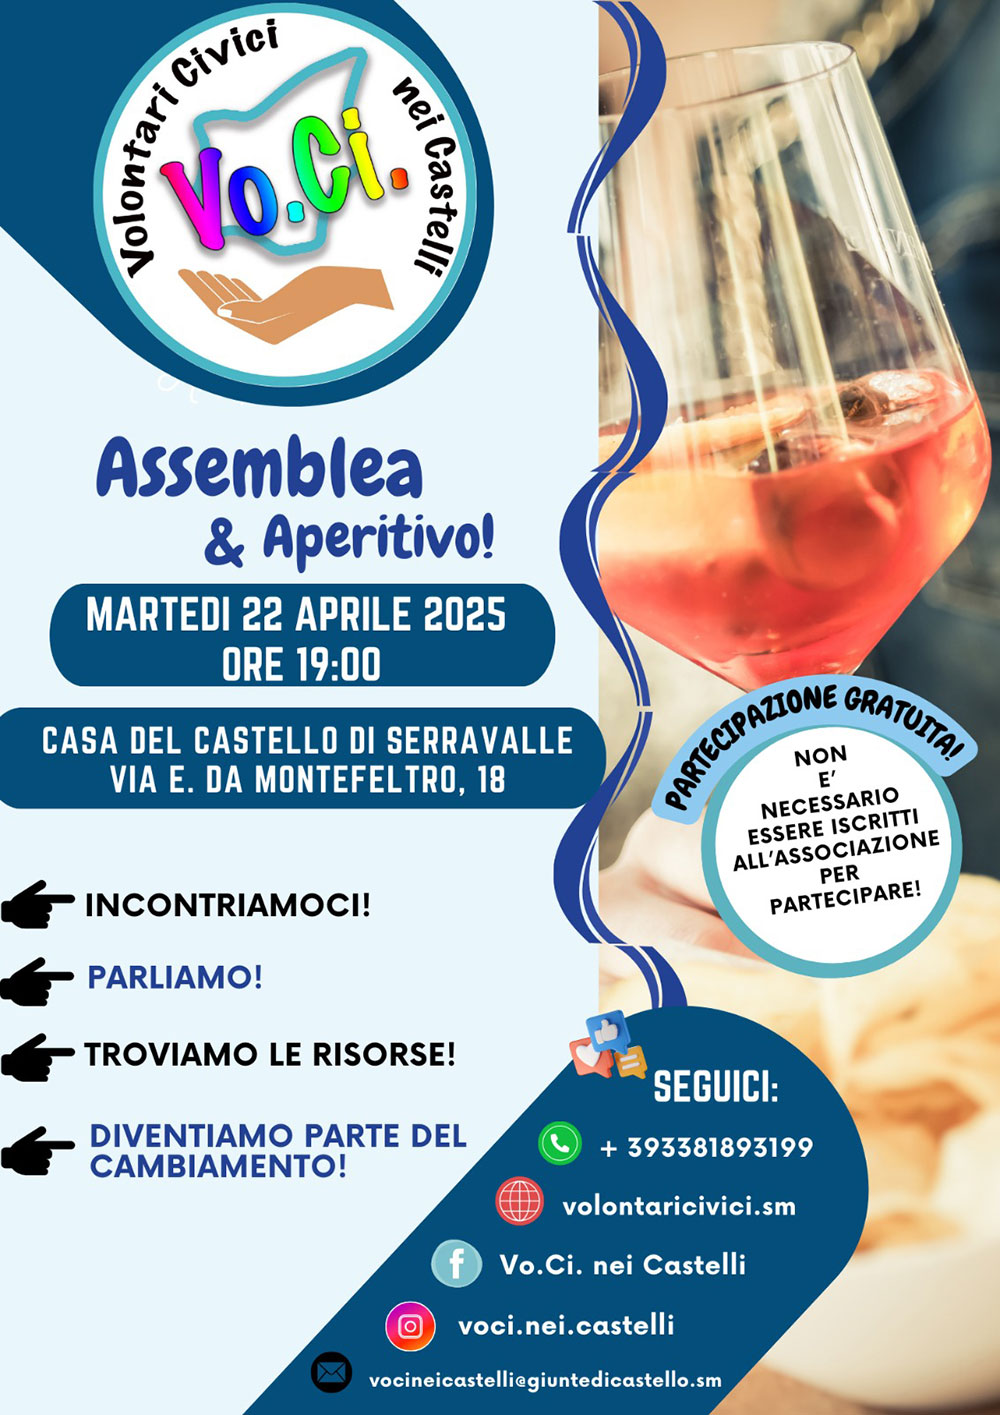 Volontari Civici
nei Castelli
Vo.Ci.
Assemblea
& Aperitivo!
MARTEDI 22 APRILE 2025
ORE 19:00
CASA DEL CASTELLO DI SERRAVALLE
VIA E. DA MONTEFELTRO, 18
PARTECIPAZIONE GRATUITA!
NON
E’
NECESSARIO
ESSERE ISCRITTI
ALL’ASSOCIAZIONE
PER
PARTECIPARE!
INCONTRIAMOCI!
PARLIAMO!
TROVIAMO LE RISORSE!
DIVENTIAMO PARTE DEL
CAMBIAMENTO!
SEGUICI:
+ 393381893199
volontaricivici.sm
Vo.Ci. nei Castelli
voci.nei.castelli
vocineicastelli@giuntedicastello.sm